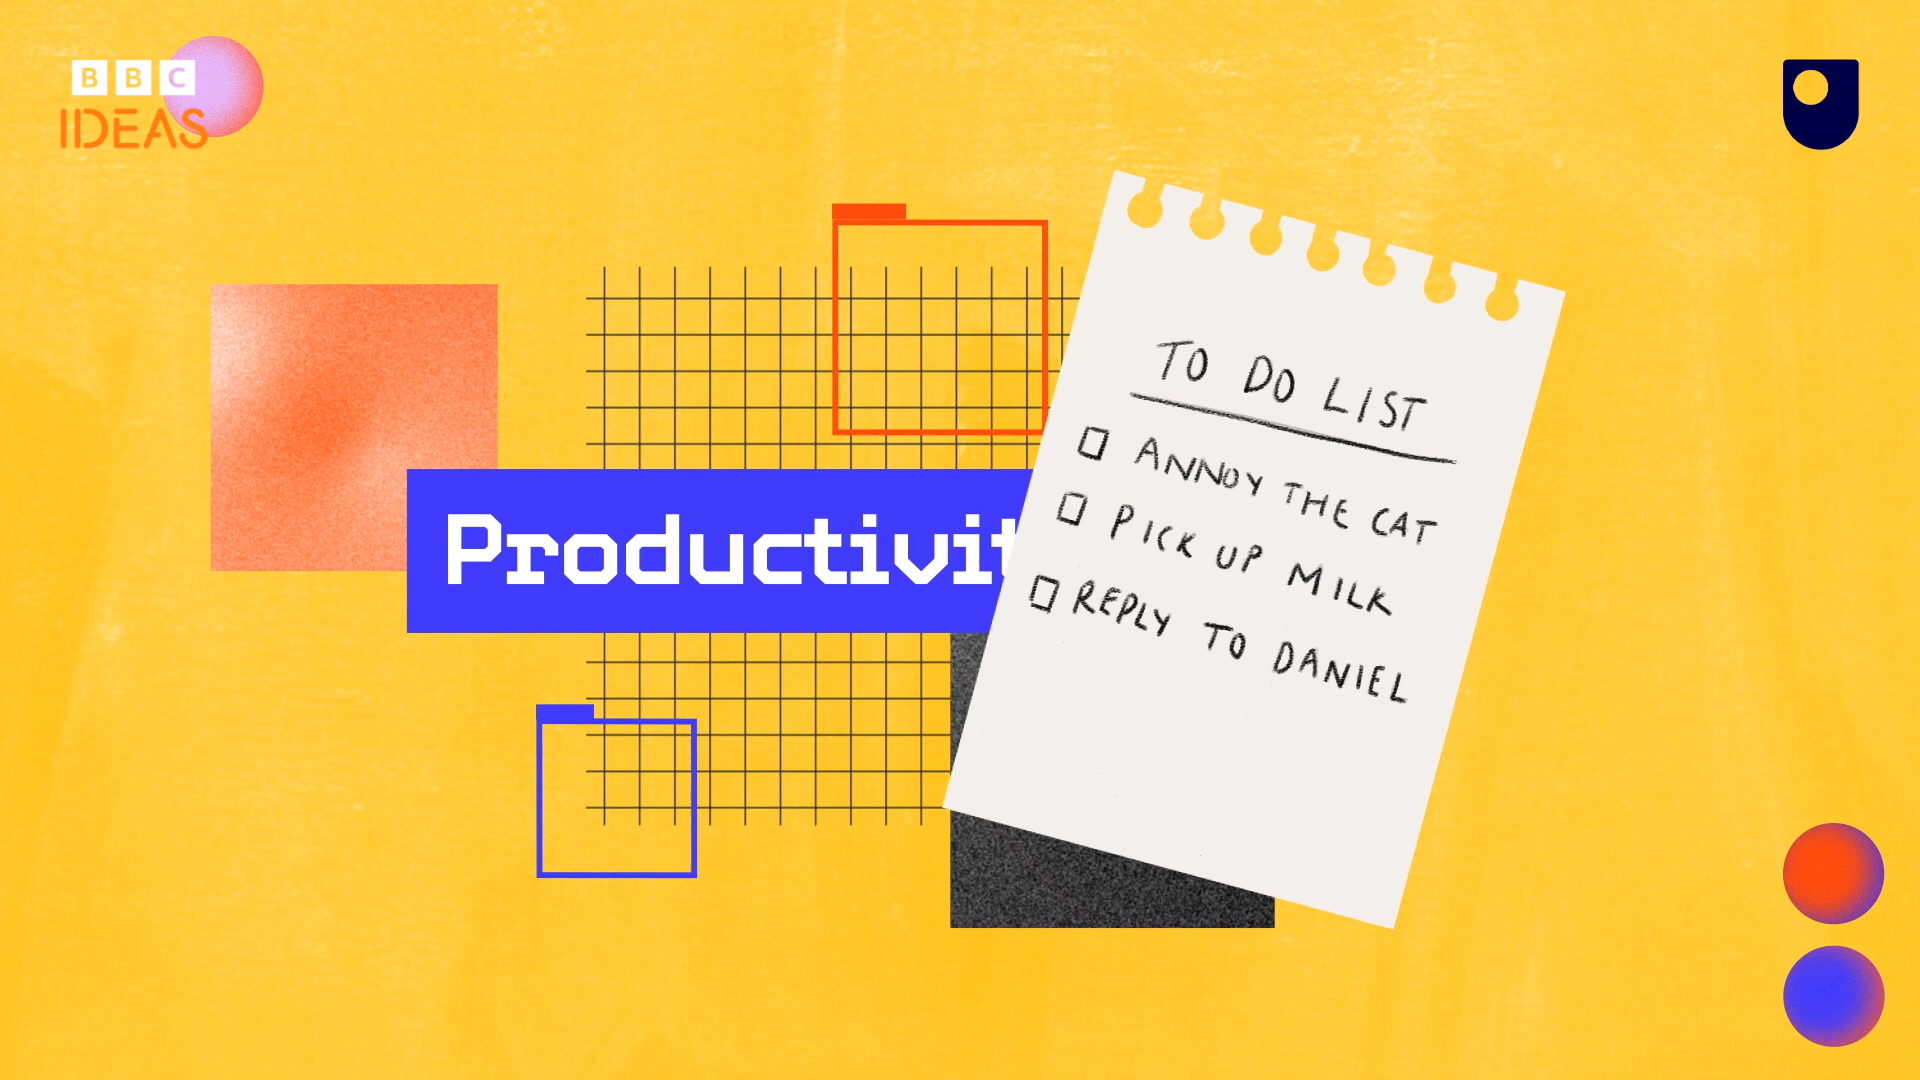 BBC
IDEAS
Productivit
TO DO LIST
ANNOY THE CAT
PICK UP MILK
REPLY TO DANIEL